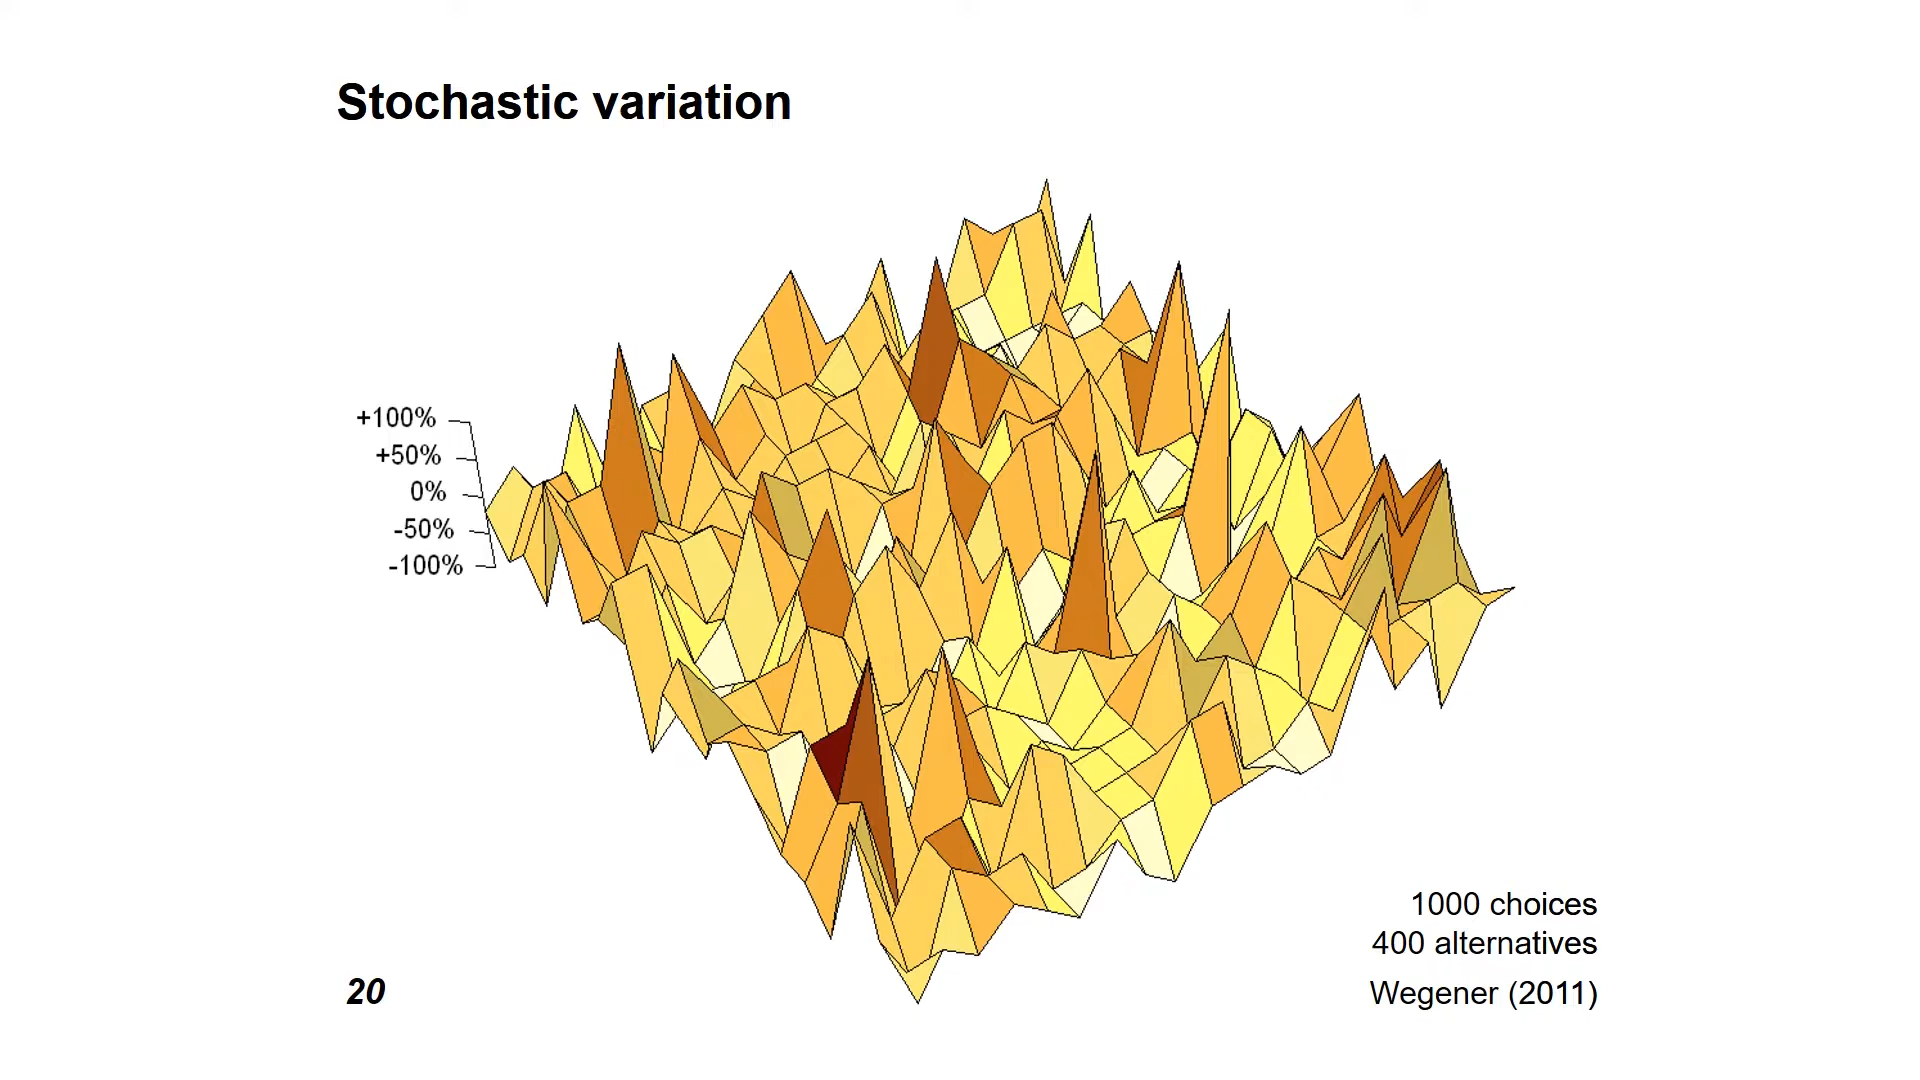 Stochastic variation
+100%
+50%
0%
-50%
-100%
1000 choices
400 alternatives
Wegener (2011)
20